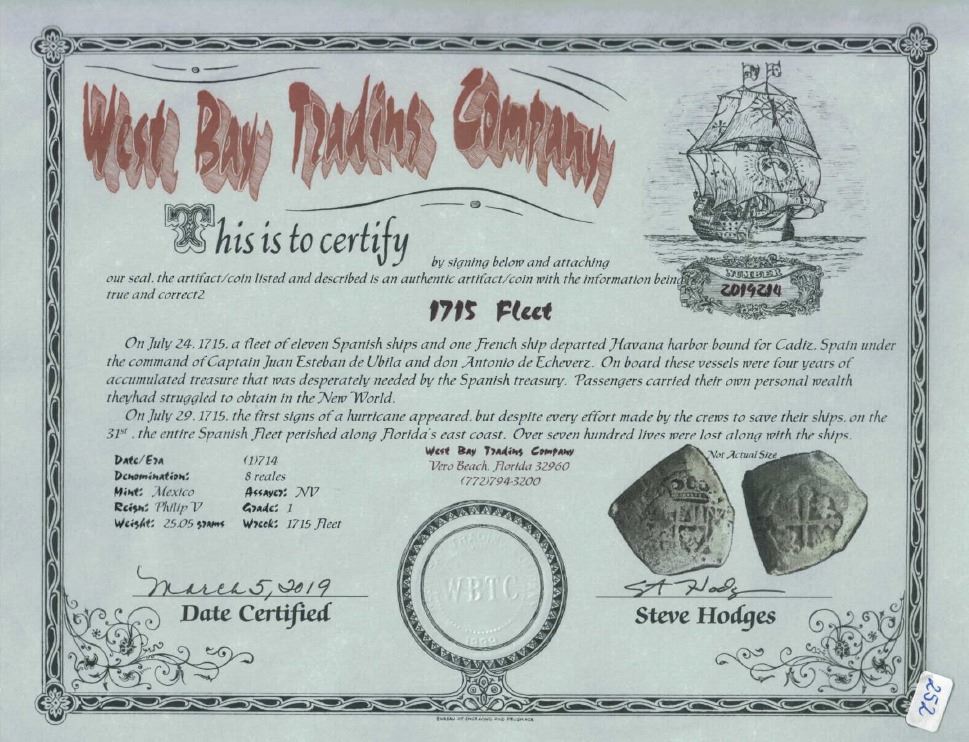 West Bay Trading Company
This is to certify
by signing below and attaching
our seal, the artifact/coin listed and described is an authentic artifact/coin with the information being
true and correct2
NUMBER
2019214
1715 Fleet
On July 24, 1715, a fleet of eleven Spanish ships and one French ship departed Havana harbor bound for Cadiz, Spain under
the command of Captain Juan Esteban de Ubila and don Antonio de Echeverz. On board these vessels were four years of
accumulated treasure that was desperately needed by the Spanish treasury. Passengers carried their own personal wealth
theyhad struggled to obtain in the New World.
On July 29, 1715, the first signs of a hurricane appeared, but despite every effort made by the crews to save their ships, on the
31st, the entire Spanish Fleet perished along Florida's east coast. Over seven hundred lives were lost along with the ships.
West Bay Trading Company
Vero Beach, Florida 32960
(772)794-3200
Not Actual Size
Date/Era (1)714
Denomination: 8 reales
Mint: Mexico Assayer: NV
Reign: Philip V Grade: 1
Weight: 25.05 grams Wreck: 1715 Fleet
WBTC
March 5, 2019
Date Certified
SA Hodges
Steve Hodges
252